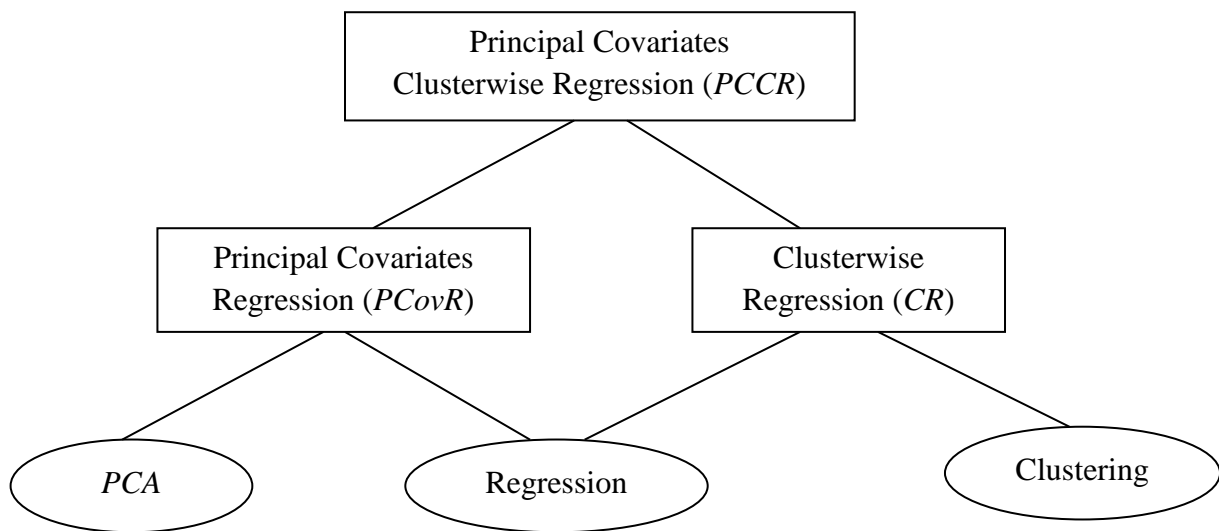 Principal Covariates
Clusterwise Regression (PCCR)
Principal Covariates
Regression (PCovR)
Clusterwise
Regression (CR)
PCA
Regression
Clustering